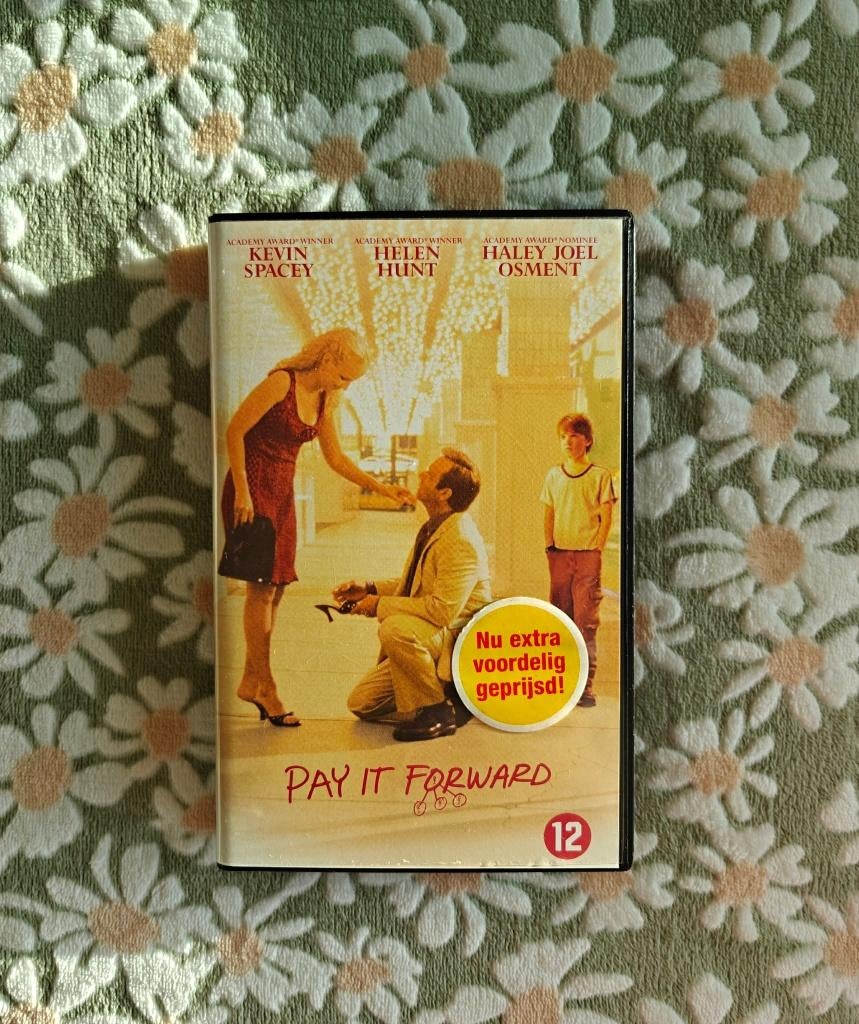 ACADEMY AWARD® WINNER
KEVIN
SPACEY
ACADEMY AWARD® WINNER
HELEN
HUNT
ACADEMY AWARD® NOMINEE
HALEY JOEL
OSMENT
Nu extra
voordelig
geprijsd!
PAY IT FORWARD
12